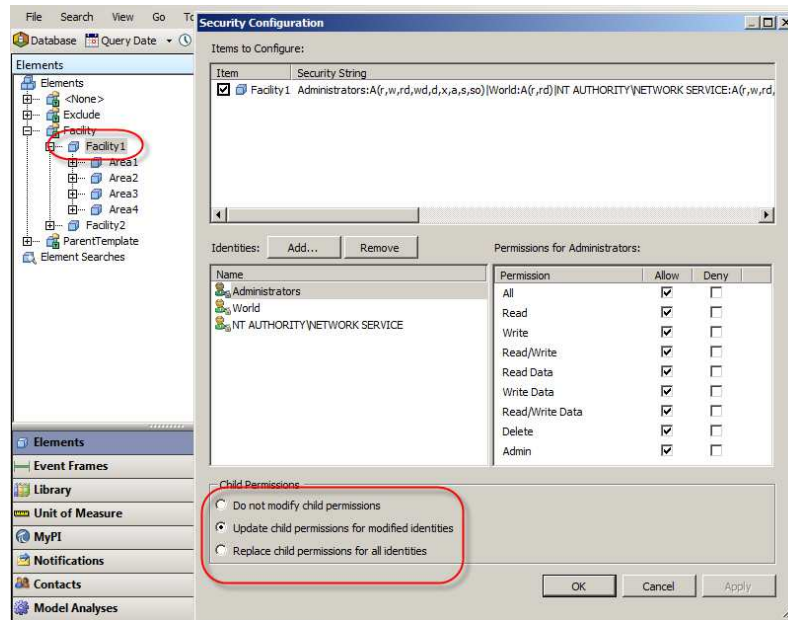 File Search View Go
Database Query Date
Elements
Elements
<None>
Exclude
Facility
Facility1
Area1
Area2
Area3
Area4
Facility2
ParentTemplate
Element Searches
Elements
Event Frames
Library
Unit of Measure
MyPI
Notifications
Contacts
Model Analyses
Security Configuration
Items to Configure:
Item Security String
Facility1 Administrators:A(r,w,rd,wd,d,x,a,s,so)|World:A(r,rd)|NT AUTHORITY\NETWORK SERVICE:A(r,w,rd,
Identities: Add... Remove
Name
Administrators
World
NT AUTHORITY\NETWORK SERVICE
Permissions for Administrators:
Permission Allow Deny
All
Read
Write
Read/Write
Read Data
Write Data
Read/Write Data
Delete
Admin
Child Permissions
Do not modify child permissions
Update child permissions for modified identities
Replace child permissions for all identities
OK Cancel Apply